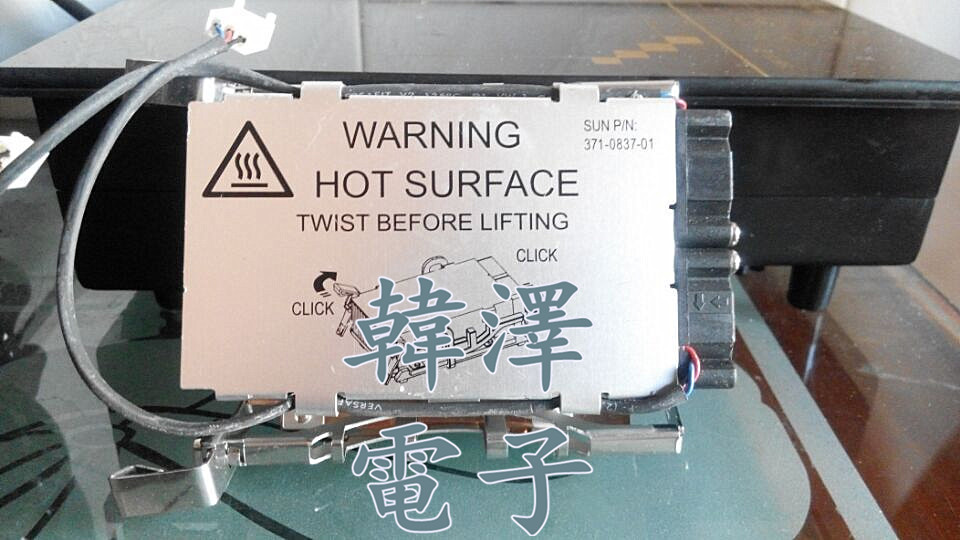 WARNING
HOT SURFACE
TWIST BEFORE LIFTING
SUN P/N:
371-0837-01
CLICK
CLICK
韓澤
電子